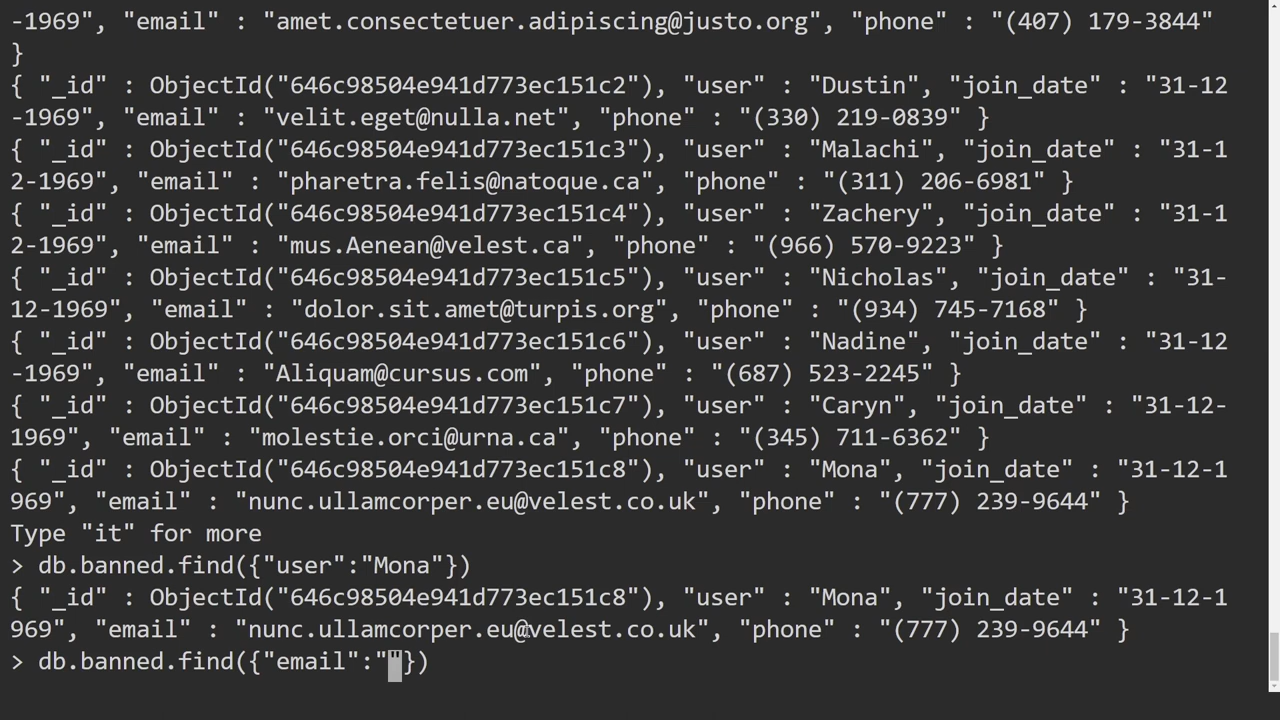 -1969", "email" : "amet.consectetuer.adipiscing@justo.org", "phone" : "(407) 179-3844"
}
{ "_id" : ObjectId("646c98504e941d773ec151c2"), "user" : "Dustin", "join_date" : "31-12
-1969", "email" : "velit.eget@nulla.net", "phone" : "(330) 219-0839" }
{ "_id" : ObjectId("646c98504e941d773ec151c3"), "user" : "Malachi", "join_date" : "31-1
2-1969", "email" : "pharetra.felis@natoque.ca", "phone" : "(311) 206-6981" }
{ "_id" : ObjectId("646c98504e941d773ec151c4"), "user" : "Zachery", "join_date" : "31-1
2-1969", "email" : "mus.Aenean@velest.ca", "phone" : "(966) 570-9223" }
{ "_id" : ObjectId("646c98504e941d773ec151c5"), "user" : "Nicholas", "join_date" : "31-
12-1969", "email" : "dolor.sit.amet@turpis.org", "phone" : "(934) 745-7168" }
{ "_id" : ObjectId("646c98504e941d773ec151c6"), "user" : "Nadine", "join_date" : "31-12
-1969", "email" : "Aliquam@cursus.com", "phone" : "(687) 523-2245" }
{ "_id" : ObjectId("646c98504e941d773ec151c7"), "user" : "Caryn", "join_date" : "31-12-
1969", "email" : "molestie.orci@urna.ca", "phone" : "(345) 711-6362" }
{ "_id" : ObjectId("646c98504e941d773ec151c8"), "user" : "Mona", "join_date" : "31-12-1
969", "email" : "nunc.ullamcorper.eu@velest.co.uk", "phone" : "(777) 239-9644" }
Type "it" for more
> db.banned.find({"user":"Mona"})
{ "_id" : ObjectId("646c98504e941d773ec151c8"), "user" : "Mona", "join_date" : "31-12-1
969", "email" : "nunc.ullamcorper.eu@velest.co.uk", "phone" : "(777) 239-9644" }
> db.banned.find({"email":""})